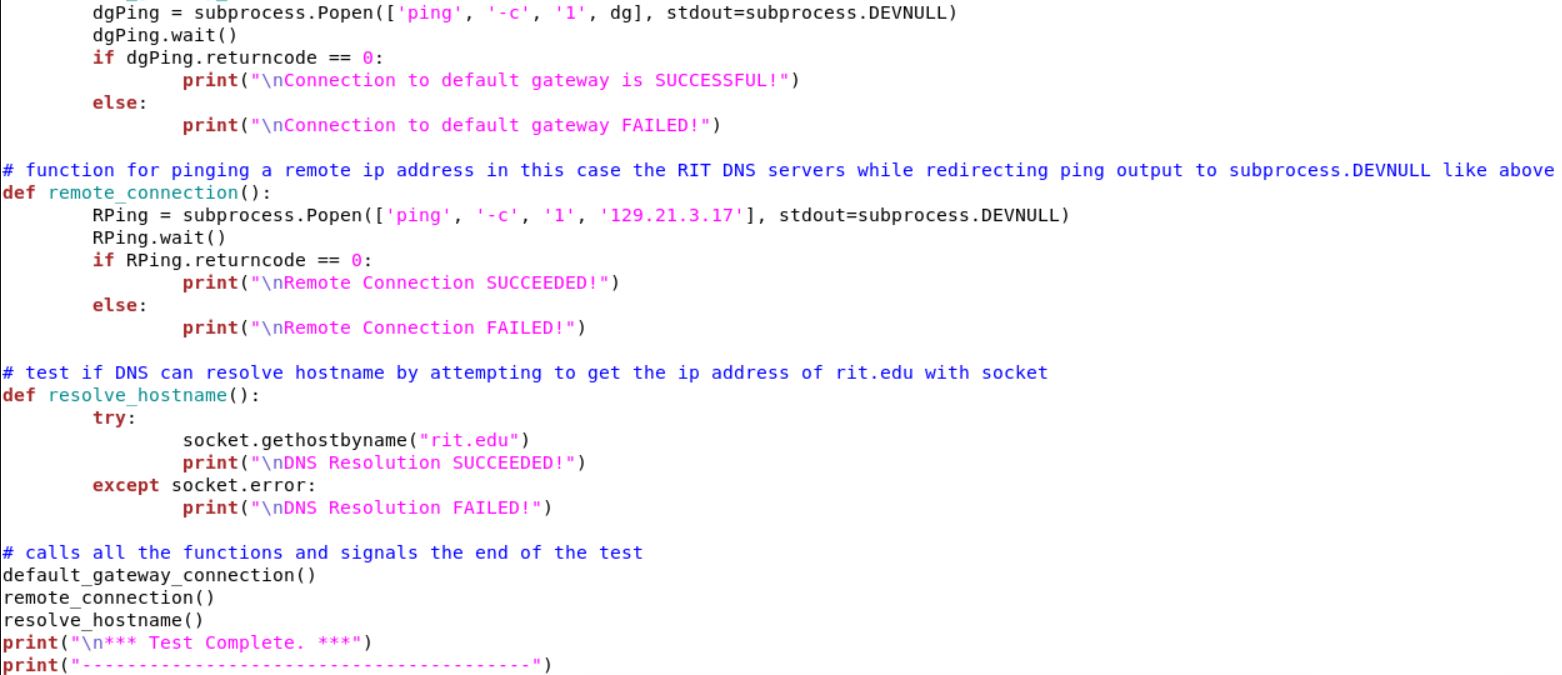 dgPing = subprocess.Popen(['ping', '-c', '1', dg], stdout=subprocess.DEVNULL)
        dgPing.wait()
        if dgPing.returncode == 0:
                print("\nConnection to default gateway is SUCCESSFUL!")
        else:
                print("\nConnection to default gateway FAILED!")

# function for pinging a remote ip address in this case the RIT DNS servers while redirecting ping output to subprocess.DEVNULL like above
def remote_connection():
        RPing = subprocess.Popen(['ping', '-c', '1', '129.21.3.17'], stdout=subprocess.DEVNULL)
        RPing.wait()
        if RPing.returncode == 0:
                print("\nRemote Connection SUCCEEDED!")
        else:
                print("\nRemote Connection FAILED!")

# test if DNS can resolve hostname by attempting to get the ip address of rit.edu with socket
def resolve_hostname():
        try:
                socket.gethostbyname("rit.edu")
                print("\nDNS Resolution SUCCEEDED!")
        except socket.error:
                print("\nDNS Resolution FAILED!")

# calls all the functions and signals the end of the test
default_gateway_connection()
remote_connection()
resolve_hostname()
print("\n*** Test Complete. ***")
print("----------------------------------------")